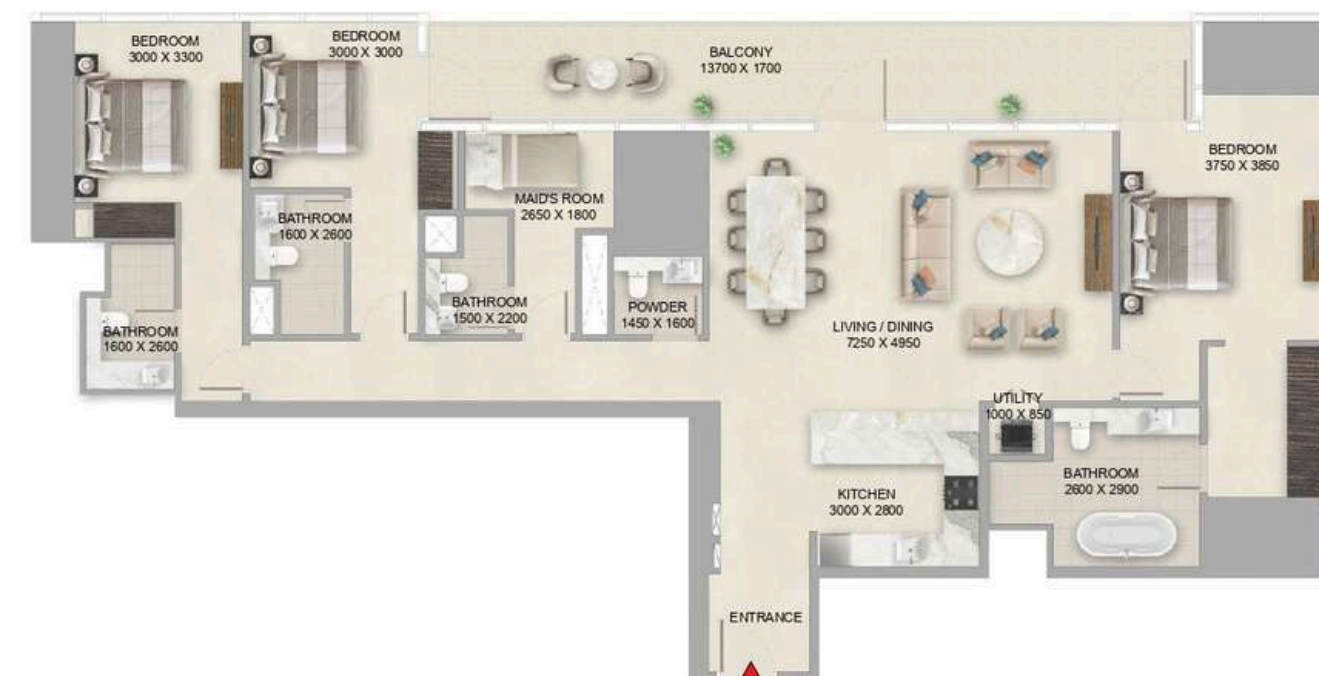 BEDROOM
3000 X 3300
BEDROOM
3000 X 3000
BALCONY
13700 X 1700
BEDROOM
3750 X 3850
MAID'S ROOM
2650 X 1800
BATHROOM
1600 X 2600
BATHROOM
1500 X 2200
POWDER
1450 X 1600
BATHROOM
1600 X 2600
LIVING / DINING
7250 X 4950
UTILITY
1000 X 850
BATHROOM
2600 X 2900
KITCHEN
3000 X 2800
ENTRANCE